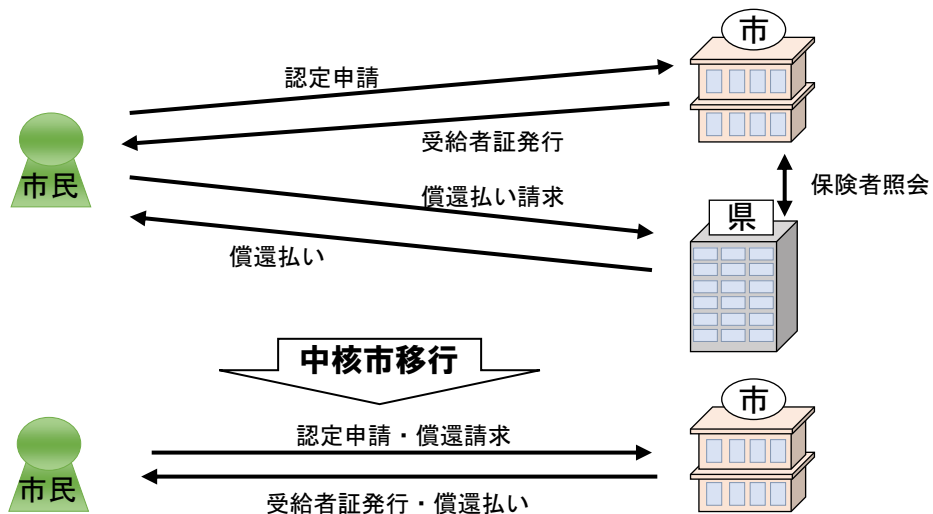 市
認定申請
受給者証発行
市民
償還払い請求
保険者照会
県
償還払い
中核市移行
市
認定申請・償還請求
市民
受給者証発行・償還払い